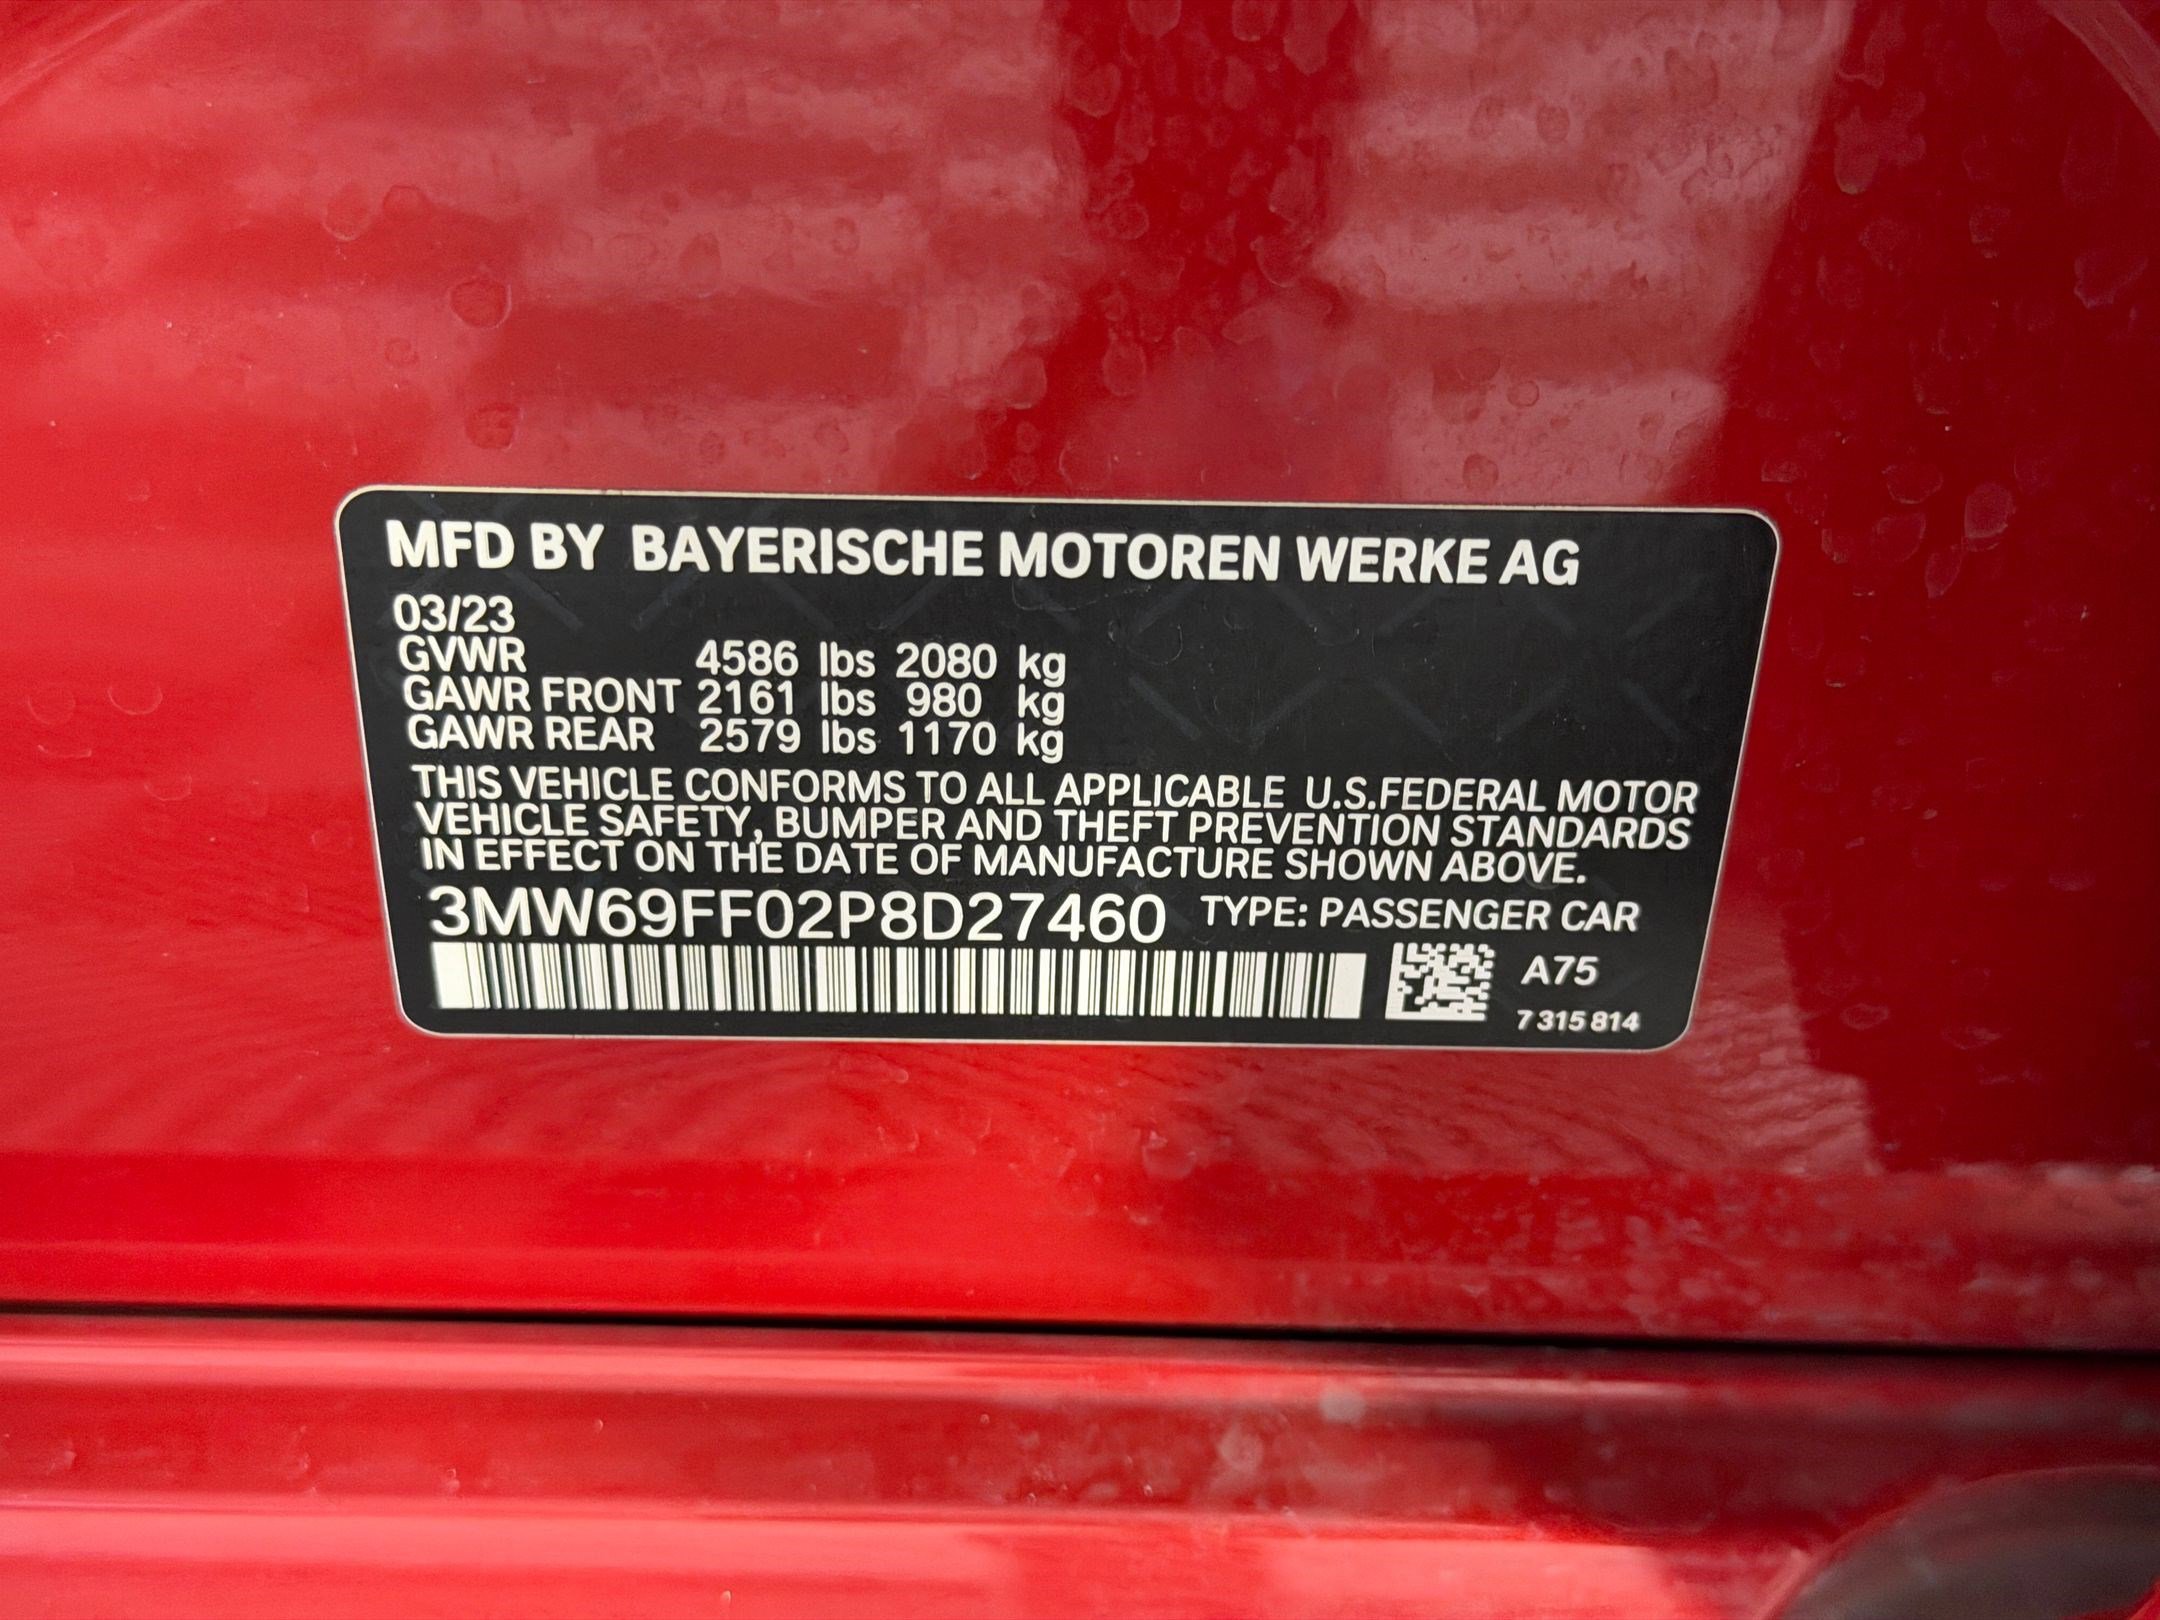 MFD BY BAYERISCHE MOTOREN WERKE AG
03/23
GVWR 4586 lbs 2080 kg
GAWR FRONT 2161 lbs 980 kg
GAWR REAR 2579 lbs 1170 kg
THIS VEHICLE CONFORMS TO ALL APPLICABLE U.S.FEDERAL MOTOR
VEHICLE SAFETY, BUMPER AND THEFT PREVENTION STANDARDS
IN EFFECT ON THE DATE OF MANUFACTURE SHOWN ABOVE.
3MW69FF02P8D27460 TYPE: PASSENGER CAR
A75
7 315 814